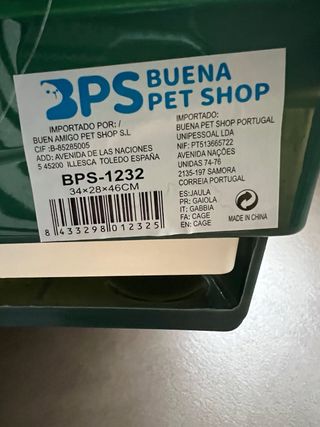 BPS BUENA
PET SHOP
IMPORTADO POR: /
BUEN AMIGO PET SHOP S.L
CIF :B-85285005
ADD: AVENIDA DE LAS NACIONES
5 45200 ILLESCA TOLEDO ESPAÑA
BPS-1232
34×28×46CM
8 433298 012325
IMPORTADO:
BUENA PET SHOP PORTUGAL
UNIPESSOAL LDA
NIF: PT513665722
AVENIDA NAÇÕES
UNIDAS 74-76
2135-197 SAMORA
CORREIA PORTUGAL
ES:JAULA
PR: GAIOLA
IT: GABBIA
FA: CAGE
EN: CAGE
MADE IN CHINA